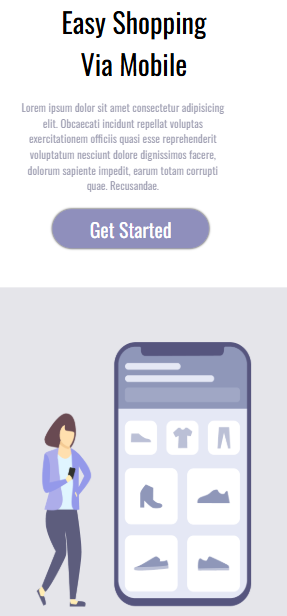 Easy Shopping
Via Mobile
Lorem ipsum dolor sit amet consectetur adipisicing
elit. Obcaecati incidunt repellat voluptas
exercitationem officiis quasi esse reprehenderit
voluptatum nesciunt dolore dignissimos facere,
dolorum sapiente impedit, earum totam corrupti
quae. Recusandae.
Get Started